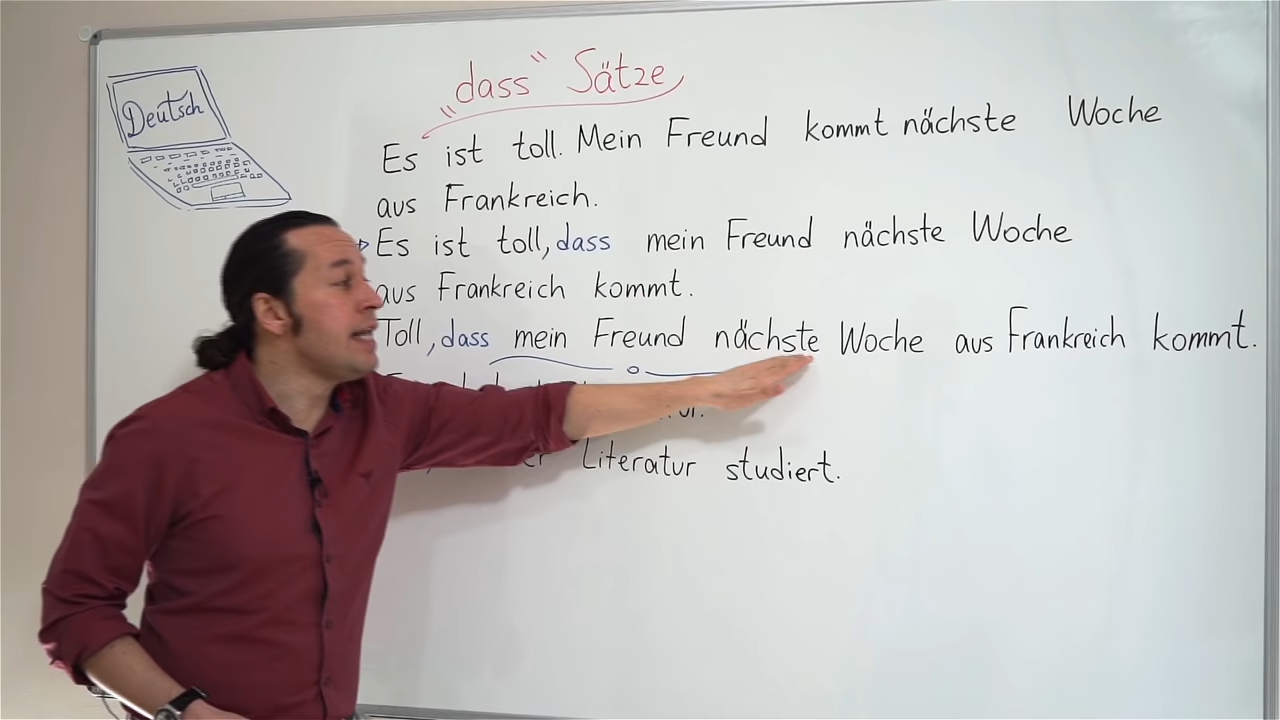 Deutsch
„dass“ Sätze
Es ist toll. Mein Freund kommt nächste Woche
aus Frankreich.
Es ist toll, dass mein Freund nächste Woche
aus Frankreich kommt.
Toll, dass mein Freund nächste Woche aus Frankreich kommt.
Literatur studiert.